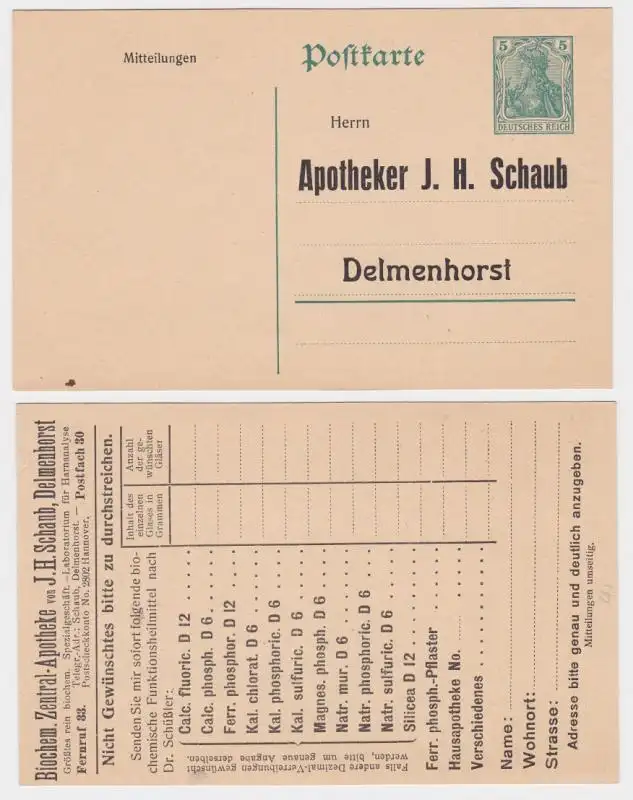 Mitteilungen
Postkarte
5 5
DEUTSCHES REICH
Herrn
Apotheker J. H. Schaub
Delmenhorst
Biochem. Zentral-Apotheke von J. H. Schaub, Delmenhorst
Größtes rein biochem. Spezialgeschäft. – Laboratorium für Harnanalyse
Telegr.-Adr.: Schaub, Delmenhorst. —
Fernruf 88. Postscheckkonto No. 2802 Hannover. Postfach 30
Nicht Gewünschtes bitte zu durchstreichen.
Senden Sie mir sofort folgende bio-
chemische Funktionsheilmittel nach
Dr. Schüßler:
Inhalt des
einzelnen
Glases in
Grammen
Anzahl
der ge-
wünschten
Gläser
Calc. fluoric. D 12
Calc. phosph. D 6
Ferr. phosphor. D 12
Kal. chlorat. D 6
Kal. phosphoric. D 6
Kal. sulfuric. D 6
Magnes. phosph. D 6
Natr. mur. D 6
Natr. phosphoric. D 6
Natr. sulfuric. D 6
Silicea D 12
Falls andere Dezimal-Verreibungen gewünscht
werden, bitte um genaue Angabe derselben.
Ferr. phosph.-Pflaster
Hausapotheke No.
Verschiedenes
Name:
Wohnort:
Strasse:
Adresse bitte genau und deutlich anzugeben.
Mitteilungen umseitig.